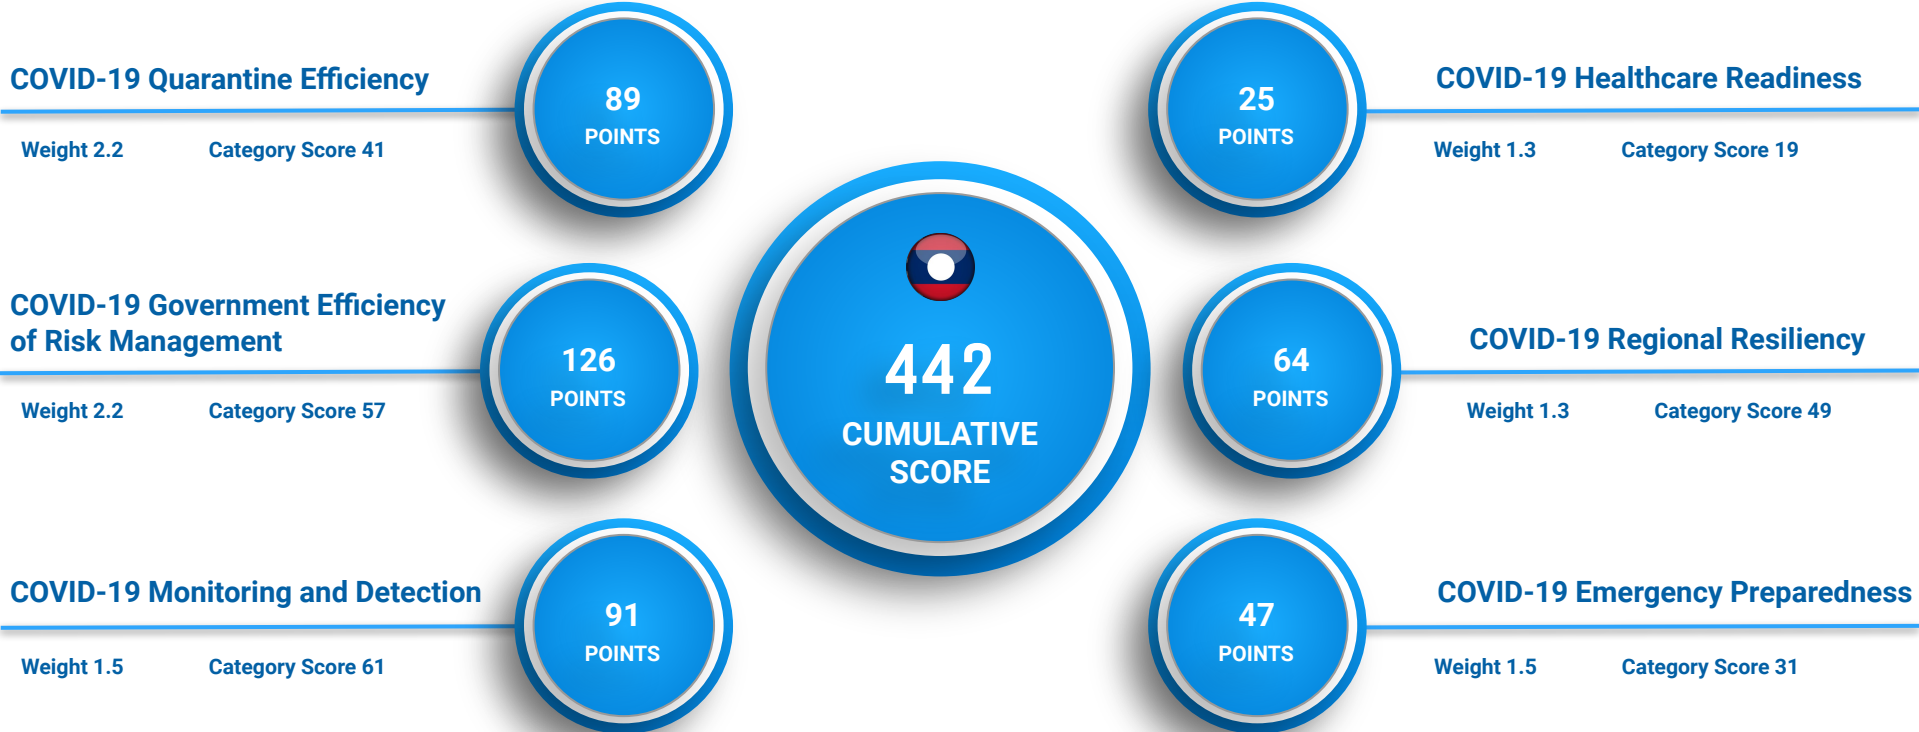 COVID-19 Quarantine Efficiency
Weight 2.2 Category Score 41
89
POINTS
COVID-19 Government Efficiency
of Risk Management
Weight 2.2 Category Score 57
126
POINTS
COVID-19 Monitoring and Detection
Weight 1.5 Category Score 61
91
POINTS
442
CUMULATIVE
SCORE
25
POINTS
COVID-19 Healthcare Readiness
Weight 1.3 Category Score 19
64
POINTS
COVID-19 Regional Resiliency
Weight 1.3 Category Score 49
47
POINTS
COVID-19 Emergency Preparedness
Weight 1.5 Category Score 31